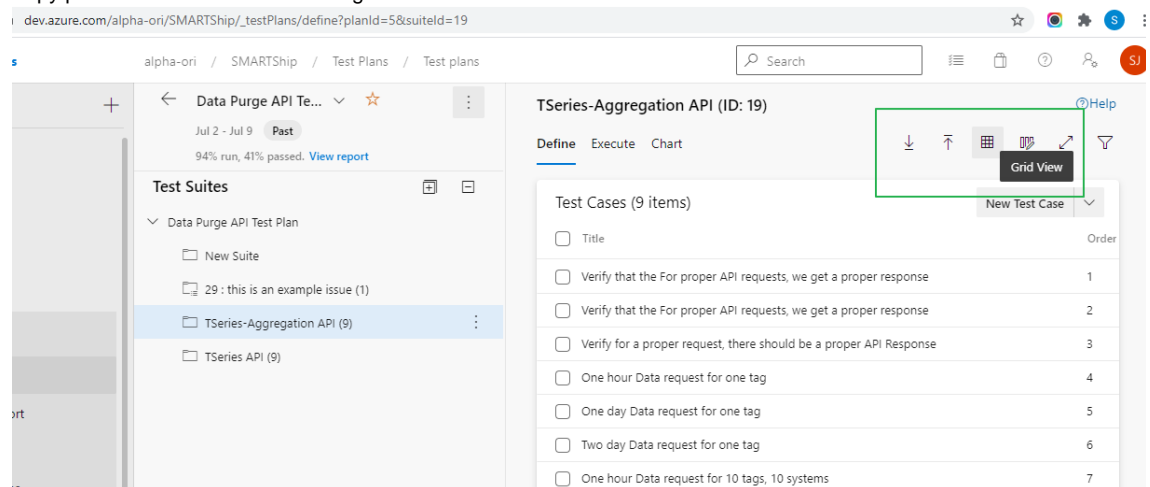 dev.azure.com/alpha-ori/SMARTShip/_testPlans/define?planId=5&suiteId=19
S
s
alpha-ori / SMARTShip / Test Plans / Test plans
Search
SJ
Data Purge API Te...
Jul 2 - Jul 9 Past
94% run, 41% passed. View report
Test Suites
Data Purge API Test Plan
New Suite
29 : this is an example issue (1)
TSeries-Aggregation API (9)
TSeries API (9)
ort
TSeries-Aggregation API (ID: 19)
Help
Define Execute Chart
Grid View
Test Cases (9 items)
New Test Case
Title Order
Verify that the For proper API requests, we get a proper response 1
Verify that the For proper API requests, we get a proper response 2
Verify for a proper request, there should be a proper API Response 3
One hour Data request for one tag 4
One day Data request for one tag 5
Two day Data request for one tag 6
One hour Data request for 10 tags, 10 systems 7